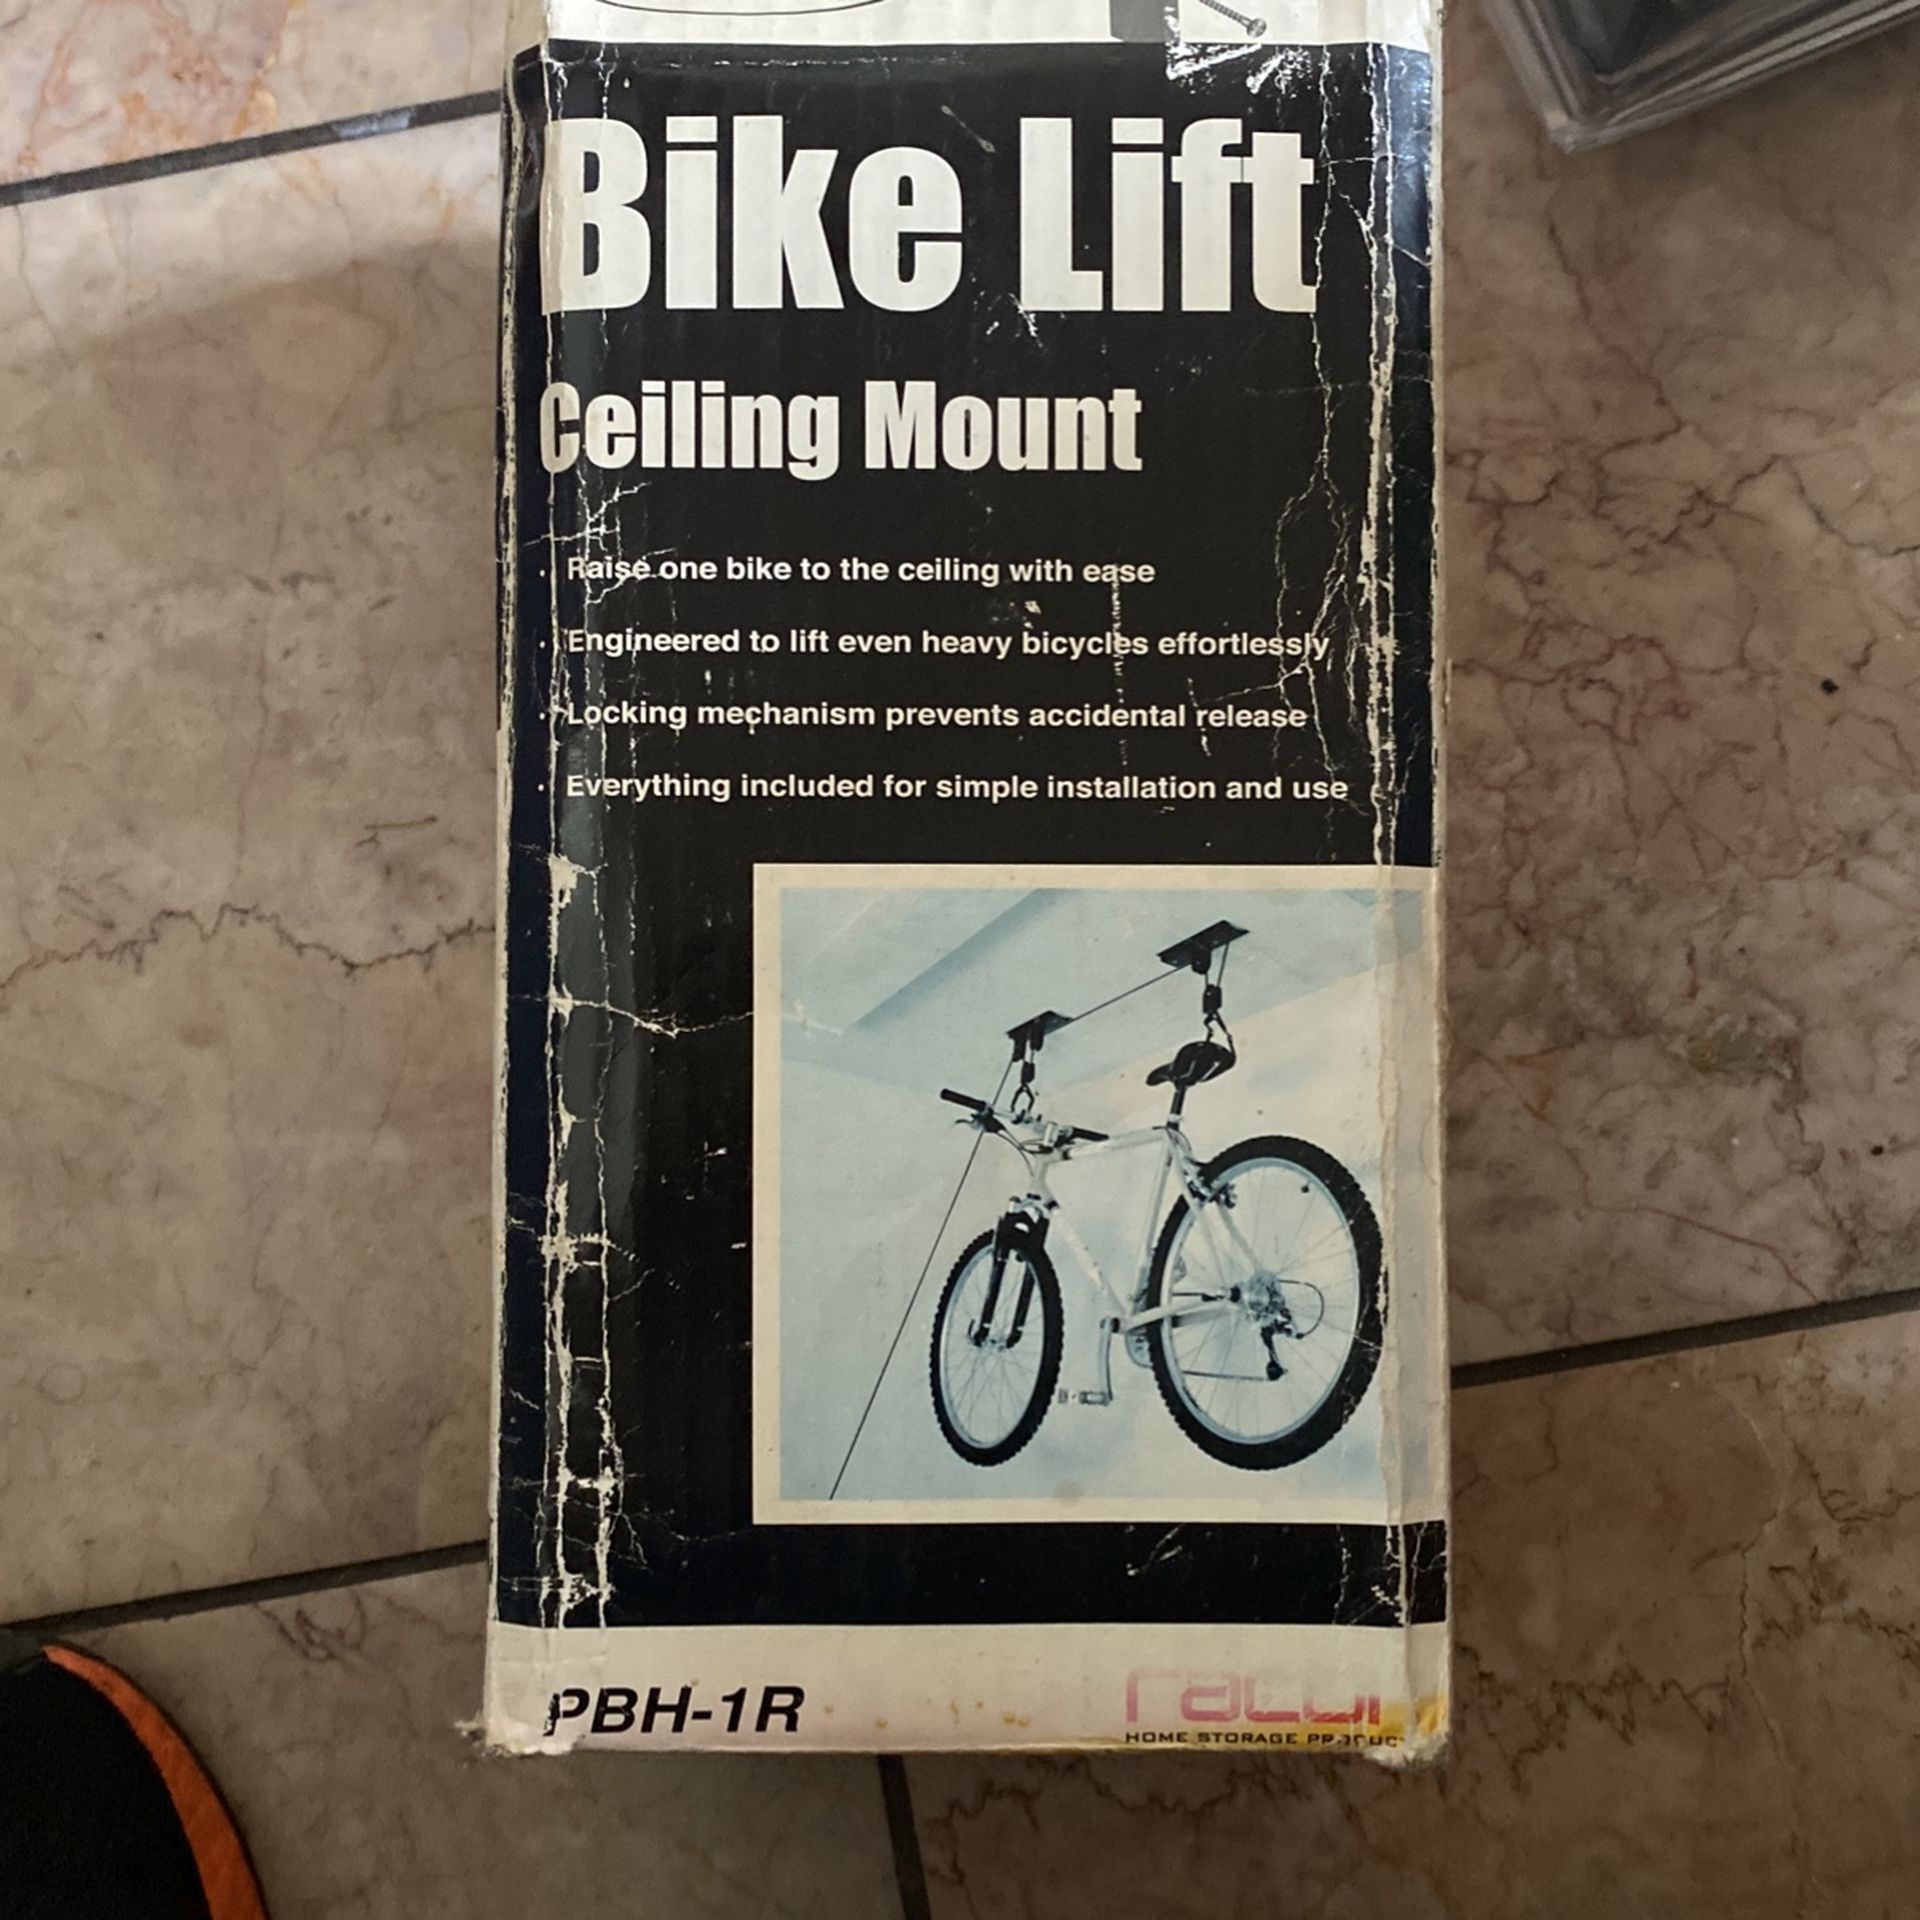 Bike Lift
Ceiling Mount
· Raise one bike to the ceiling with ease
· Engineered to lift even heavy bicycles effortlessly
· Locking mechanism prevents accidental release
· Everything included for simple installation and use
PBH-1R
racor
HOME STORAGE